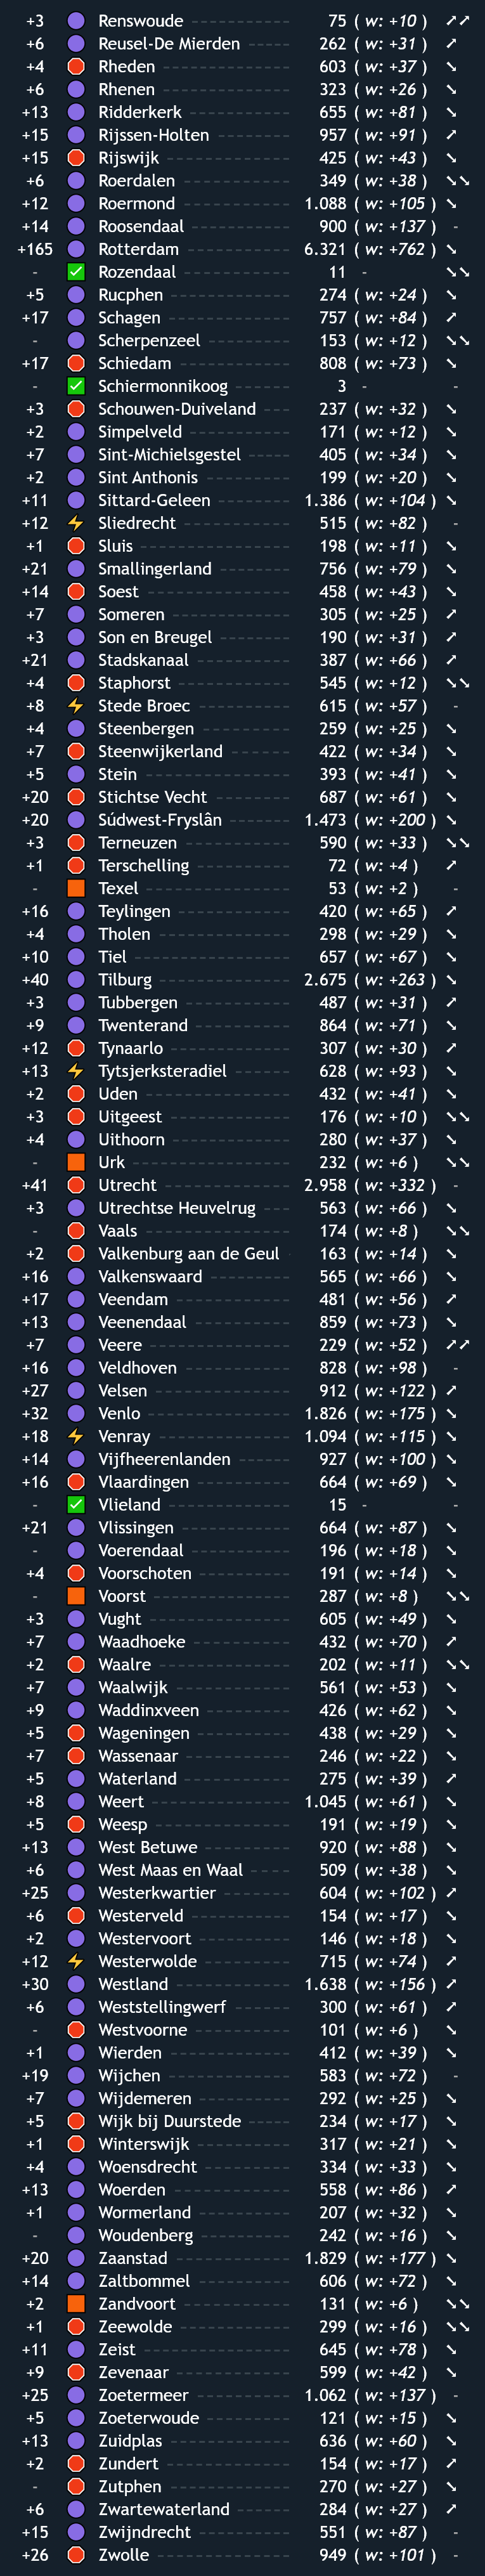 +3 Renswoude 75 ( w: +10 )
+6 Reusel-De Mierden 262 ( w: +31 )
+4 Rheden 603 ( w: +37 )
+6 Rhenen 323 ( w: +26 )
+13 Ridderkerk 655 ( w: +81 )
+15 Rijssen-Holten 957 ( w: +91 )
+15 Rijswijk 425 ( w: +43 )
+6 Roerdalen 349 ( w: +38 )
+12 Roermond 1.088 ( w: +105 )
+14 Roosendaal 900 ( w: +137 ) -
+165 Rotterdam 6.321 ( w: +762 )
- Rozendaal 11 -
+5 Rucphen 274 ( w: +24 )
+17 Schagen 757 ( w: +84 )
- Scherpenzeel 153 ( w: +12 )
+17 Schiedam 808 ( w: +73 )
- Schiermonnikoog 3 - -
+3 Schouwen-Duiveland 237 ( w: +32 )
+2 Simpelveld 171 ( w: +12 )
+7 Sint-Michielsgestel 405 ( w: +34 )
+2 Sint Anthonis 199 ( w: +20 )
+11 Sittard-Geleen 1.386 ( w: +104 )
+12 Sliedrecht 515 ( w: +82 ) -
+1 Sluis 198 ( w: +11 )
+21 Smallingerland 756 ( w: +79 )
+14 Soest 458 ( w: +43 )
+7 Someren 305 ( w: +25 )
+3 Son en Breugel 190 ( w: +31 )
+21 Stadskanaal 387 ( w: +66 )
+4 Staphorst 545 ( w: +12 )
+8 Stede Broec 615 ( w: +57 ) -
+4 Steenbergen 259 ( w: +25 )
+7 Steenwijkerland 422 ( w: +34 )
+5 Stein 393 ( w: +41 )
+20 Stichtse Vecht 687 ( w: +61 )
+20 Súdwest-Fryslân 1.473 ( w: +200 )
+3 Terneuzen 590 ( w: +33 )
+1 Terschelling 72 ( w: +4 )
- Texel 53 ( w: +2 ) -
+16 Teylingen 420 ( w: +65 )
+4 Tholen 298 ( w: +29 )
+10 Tiel 657 ( w: +67 )
+40 Tilburg 2.675 ( w: +263 )
+3 Tubbergen 487 ( w: +31 )
+9 Twenterand 864 ( w: +71 )
+12 Tynaarlo 307 ( w: +30 )
+13 Tytsjerksteradiel 628 ( w: +93 )
+2 Uden 432 ( w: +41 )
+3 Uitgeest 176 ( w: +10 )
+4 Uithoorn 280 ( w: +37 )
- Urk 232 ( w: +6 )
+41 Utrecht 2.958 ( w: +332 ) -
+3 Utrechtse Heuvelrug 563 ( w: +66 )
- Vaals 174 ( w: +8 )
+2 Valkenburg aan de Geul 163 ( w: +14 )
+16 Valkenswaard 565 ( w: +66 )
+17 Veendam 481 ( w: +56 )
+13 Veenendaal 859 ( w: +73 )
+7 Veere 229 ( w: +52 )
+16 Veldhoven 828 ( w: +98 ) -
+27 Velsen 912 ( w: +122 )
+32 Venlo 1.826 ( w: +175 )
+18 Venray 1.094 ( w: +115 )
+14 Vijfheerenlanden 927 ( w: +100 )
+16 Vlaardingen 664 ( w: +69 )
- Vlieland 15 - -
+21 Vlissingen 664 ( w: +87 )
- Voerendaal 196 ( w: +18 )
+4 Voorschoten 191 ( w: +14 )
- Voorst 287 ( w: +8 )
+3 Vught 605 ( w: +49 )
+7 Waadhoeke 432 ( w: +70 )
+2 Waalre 202 ( w: +11 )
+7 Waalwijk 561 ( w: +53 )
+9 Waddinxveen 426 ( w: +62 )
+5 Wageningen 438 ( w: +29 )
+7 Wassenaar 246 ( w: +22 )
+5 Waterland 275 ( w: +39 )
+8 Weert 1.045 ( w: +61 )
+5 Weesp 191 ( w: +19 )
+13 West Betuwe 920 ( w: +88 )
+6 West Maas en Waal 509 ( w: +38 )
+25 Westerkwartier 604 ( w: +102 )
+6 Westerveld 154 ( w: +17 )
+2 Westervoort 146 ( w: +18 )
+12 Westerwolde 715 ( w: +74 )
+30 Westland 1.638 ( w: +156 )
+6 Weststellingwerf 300 ( w: +61 )
- Westvoorne 101 ( w: +6 )
+1 Wierden 412 ( w: +39 )
+19 Wijchen 583 ( w: +72 ) -
+7 Wijdemeren 292 ( w: +25 )
+5 Wijk bij Duurstede 234 ( w: +17 )
+1 Winterswijk 317 ( w: +21 )
+4 Woensdrecht 334 ( w: +33 )
+13 Woerden 558 ( w: +86 )
+1 Wormerland 207 ( w: +32 )
- Woudenberg 242 ( w: +16 )
+20 Zaanstad 1.829 ( w: +177 )
+14 Zaltbommel 606 ( w: +72 )
+2 Zandvoort 131 ( w: +6 )
+1 Zeewolde 299 ( w: +16 )
+11 Zeist 645 ( w: +78 )
+9 Zevenaar 599 ( w: +42 )
+25 Zoetermeer 1.062 ( w: +137 ) -
+5 Zoeterwoude 121 ( w: +15 )
+13 Zuidplas 636 ( w: +60 )
+2 Zundert 154 ( w: +17 )
- Zutphen 270 ( w: +27 )
+6 Zwartewaterland 284 ( w: +27 )
+15 Zwijndrecht 551 ( w: +87 ) -
+26 Zwolle 949 ( w: +101 ) -